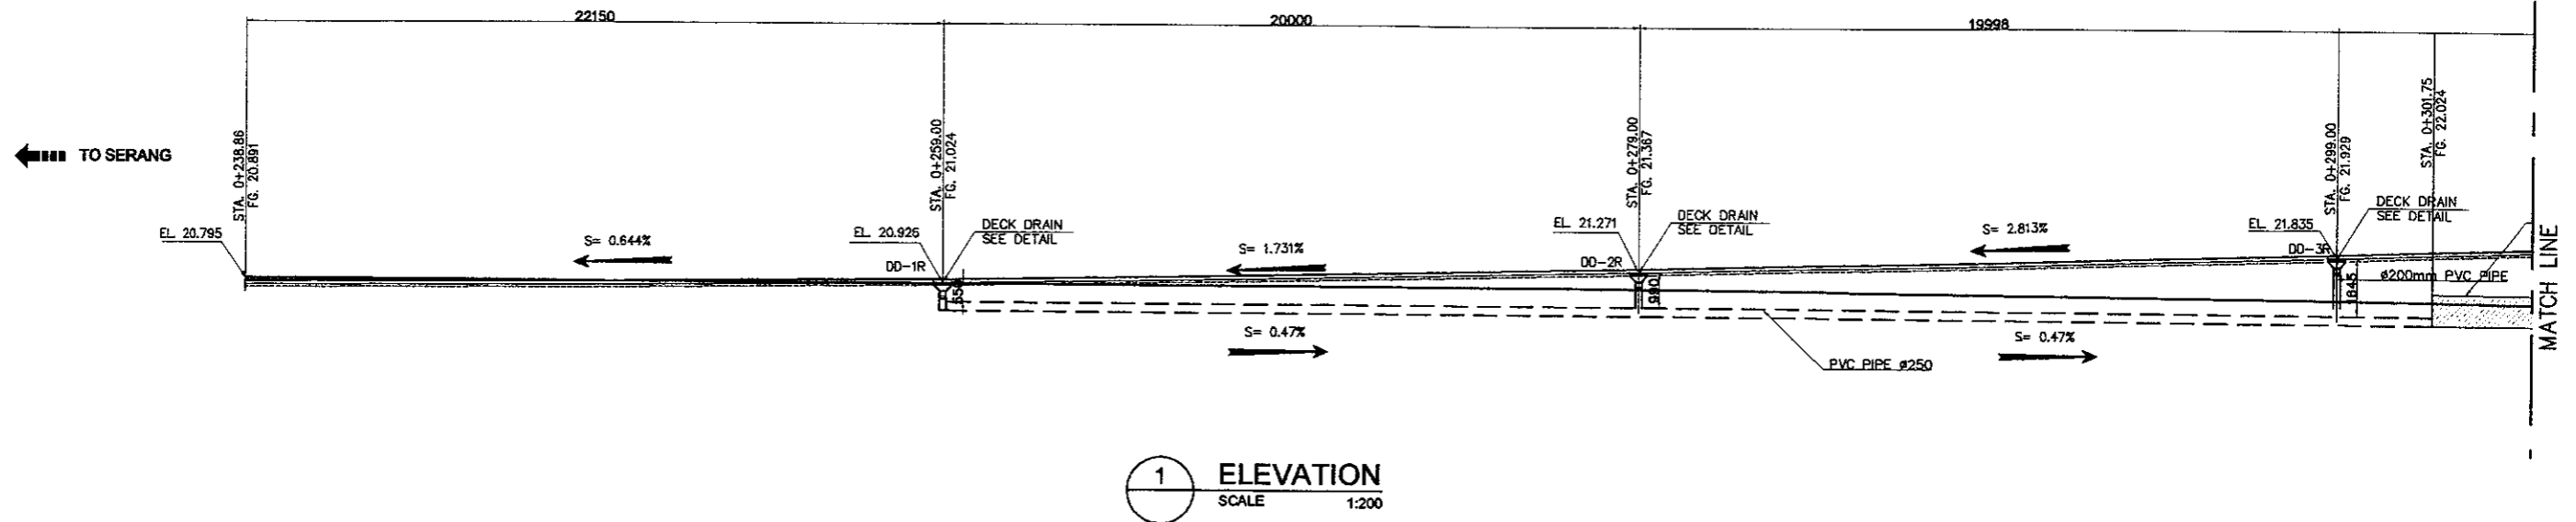 22150
20000
19998
TO SERANG
STA. 0+238.86
FG. 20.891
STA. 0+259.00
FG. 21.024
STA. 0+279.00
FG. 21.367
STA. 0+299.00
FG. 21.929
STA. 0+301.75
FG. 22.024
EL 20.795
S= 0.644%
EL 20.926
DECK DRAIN
SEE DETAIL
DD-1R
S= 1.731%
EL 21.271
DECK DRAIN
SEE DETAIL
DD-2R
S= 2.813%
EL 21.835
DECK DRAIN
SEE DETAIL
DD-3R
ø200mm PVC PIPE
550
990
1845
S= 0.47%
S= 0.47%
PVC PIPE ø250
MATCH LINE
1
ELEVATION
SCALE 1:200